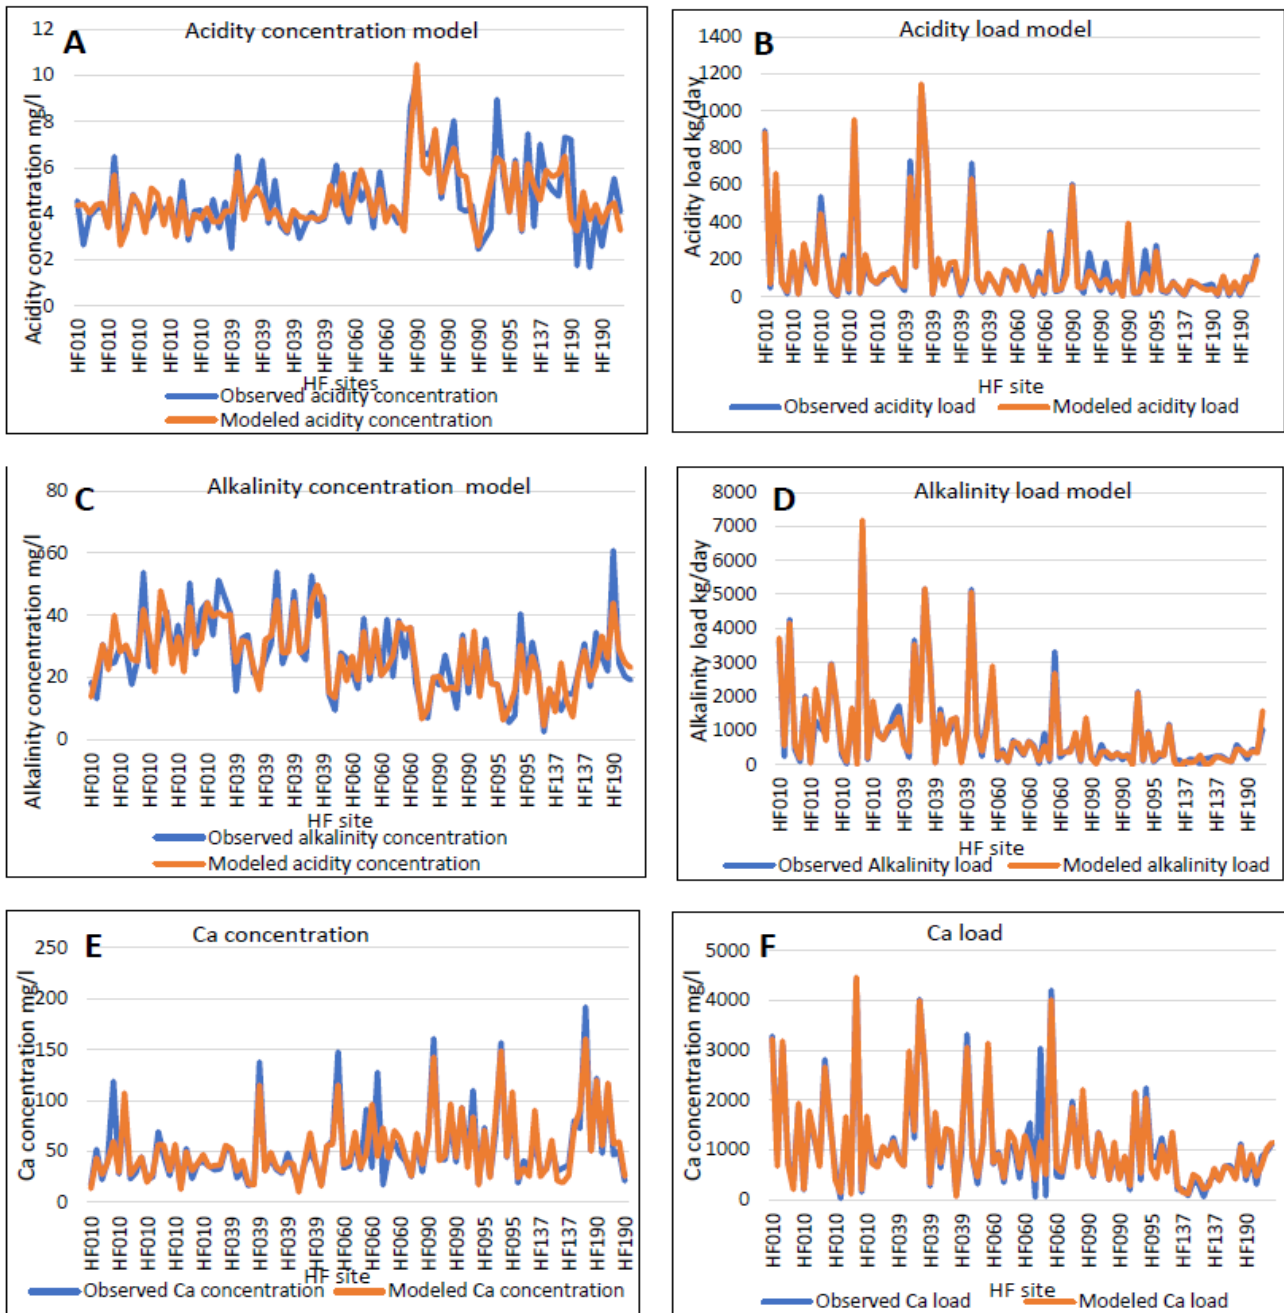 A
Acidity concentration model
Acidity concentration mg/l
12
10
8
6
4
2
0
HF010
HF010
HF010
HF010
HF010
HF039
HF039
HF039
HF060
HF060
HF060
HF090
HF090
HF090
HF095
HF137
HF190
HF190
HF sites
Observed acidity concentration
Modeled acidity concentration
B
Acidity load model
Acidity load kg/day
1400
1200
1000
800
600
400
200
0
HF010
HF010
HF010
HF010
HF010
HF039
HF039
HF039
HF060
HF060
HF060
HF090
HF090
HF090
HF095
HF137
HF190
HF190
HF site
Observed acidity load
Modeled acidity load
C
Alkalinity concentration model
Alkalinity concentration mg/l
80
60
40
20
0
HF010
HF010
HF010
HF010
HF010
HF039
HF039
HF039
HF039
HF060
HF060
HF090
HF090
HF095
HF095
HF137
HF137
HF190
HF site
Observed alkalinity concentration
Modeled acidity concentration
D
Alkalinity load model
Alkalinity load kg/day
8000
7000
6000
5000
4000
3000
2000
1000
0
HF010
HF010
HF010
HF010
HF039
HF039
HF039
HF060
HF060
HF060
HF090
HF090
HF095
HF137
HF137
HF190
HF site
Observed Alkalinity load
Modeled alkalinity load
E
Ca concentration
Ca concentration mg/l
250
200
150
100
50
0
HF010
HF010
HF010
HF010
HF010
HF039
HF039
HF039
HF039
HF060
HF060
HF090
HF090
HF090
HF095
HF095
HF137
HF137
HF190
HF190
HF site
Observed Ca concentration
Modeled Ca concentration
F
Ca load
Ca concentration mg/l
5000
4000
3000
2000
1000
0
HF010
HF010
HF010
HF010
HF039
HF039
HF039
HF060
HF060
HF060
HF090
HF090
HF095
HF137
HF137
HF190
HF site
Observed Ca load
Modeled Ca load